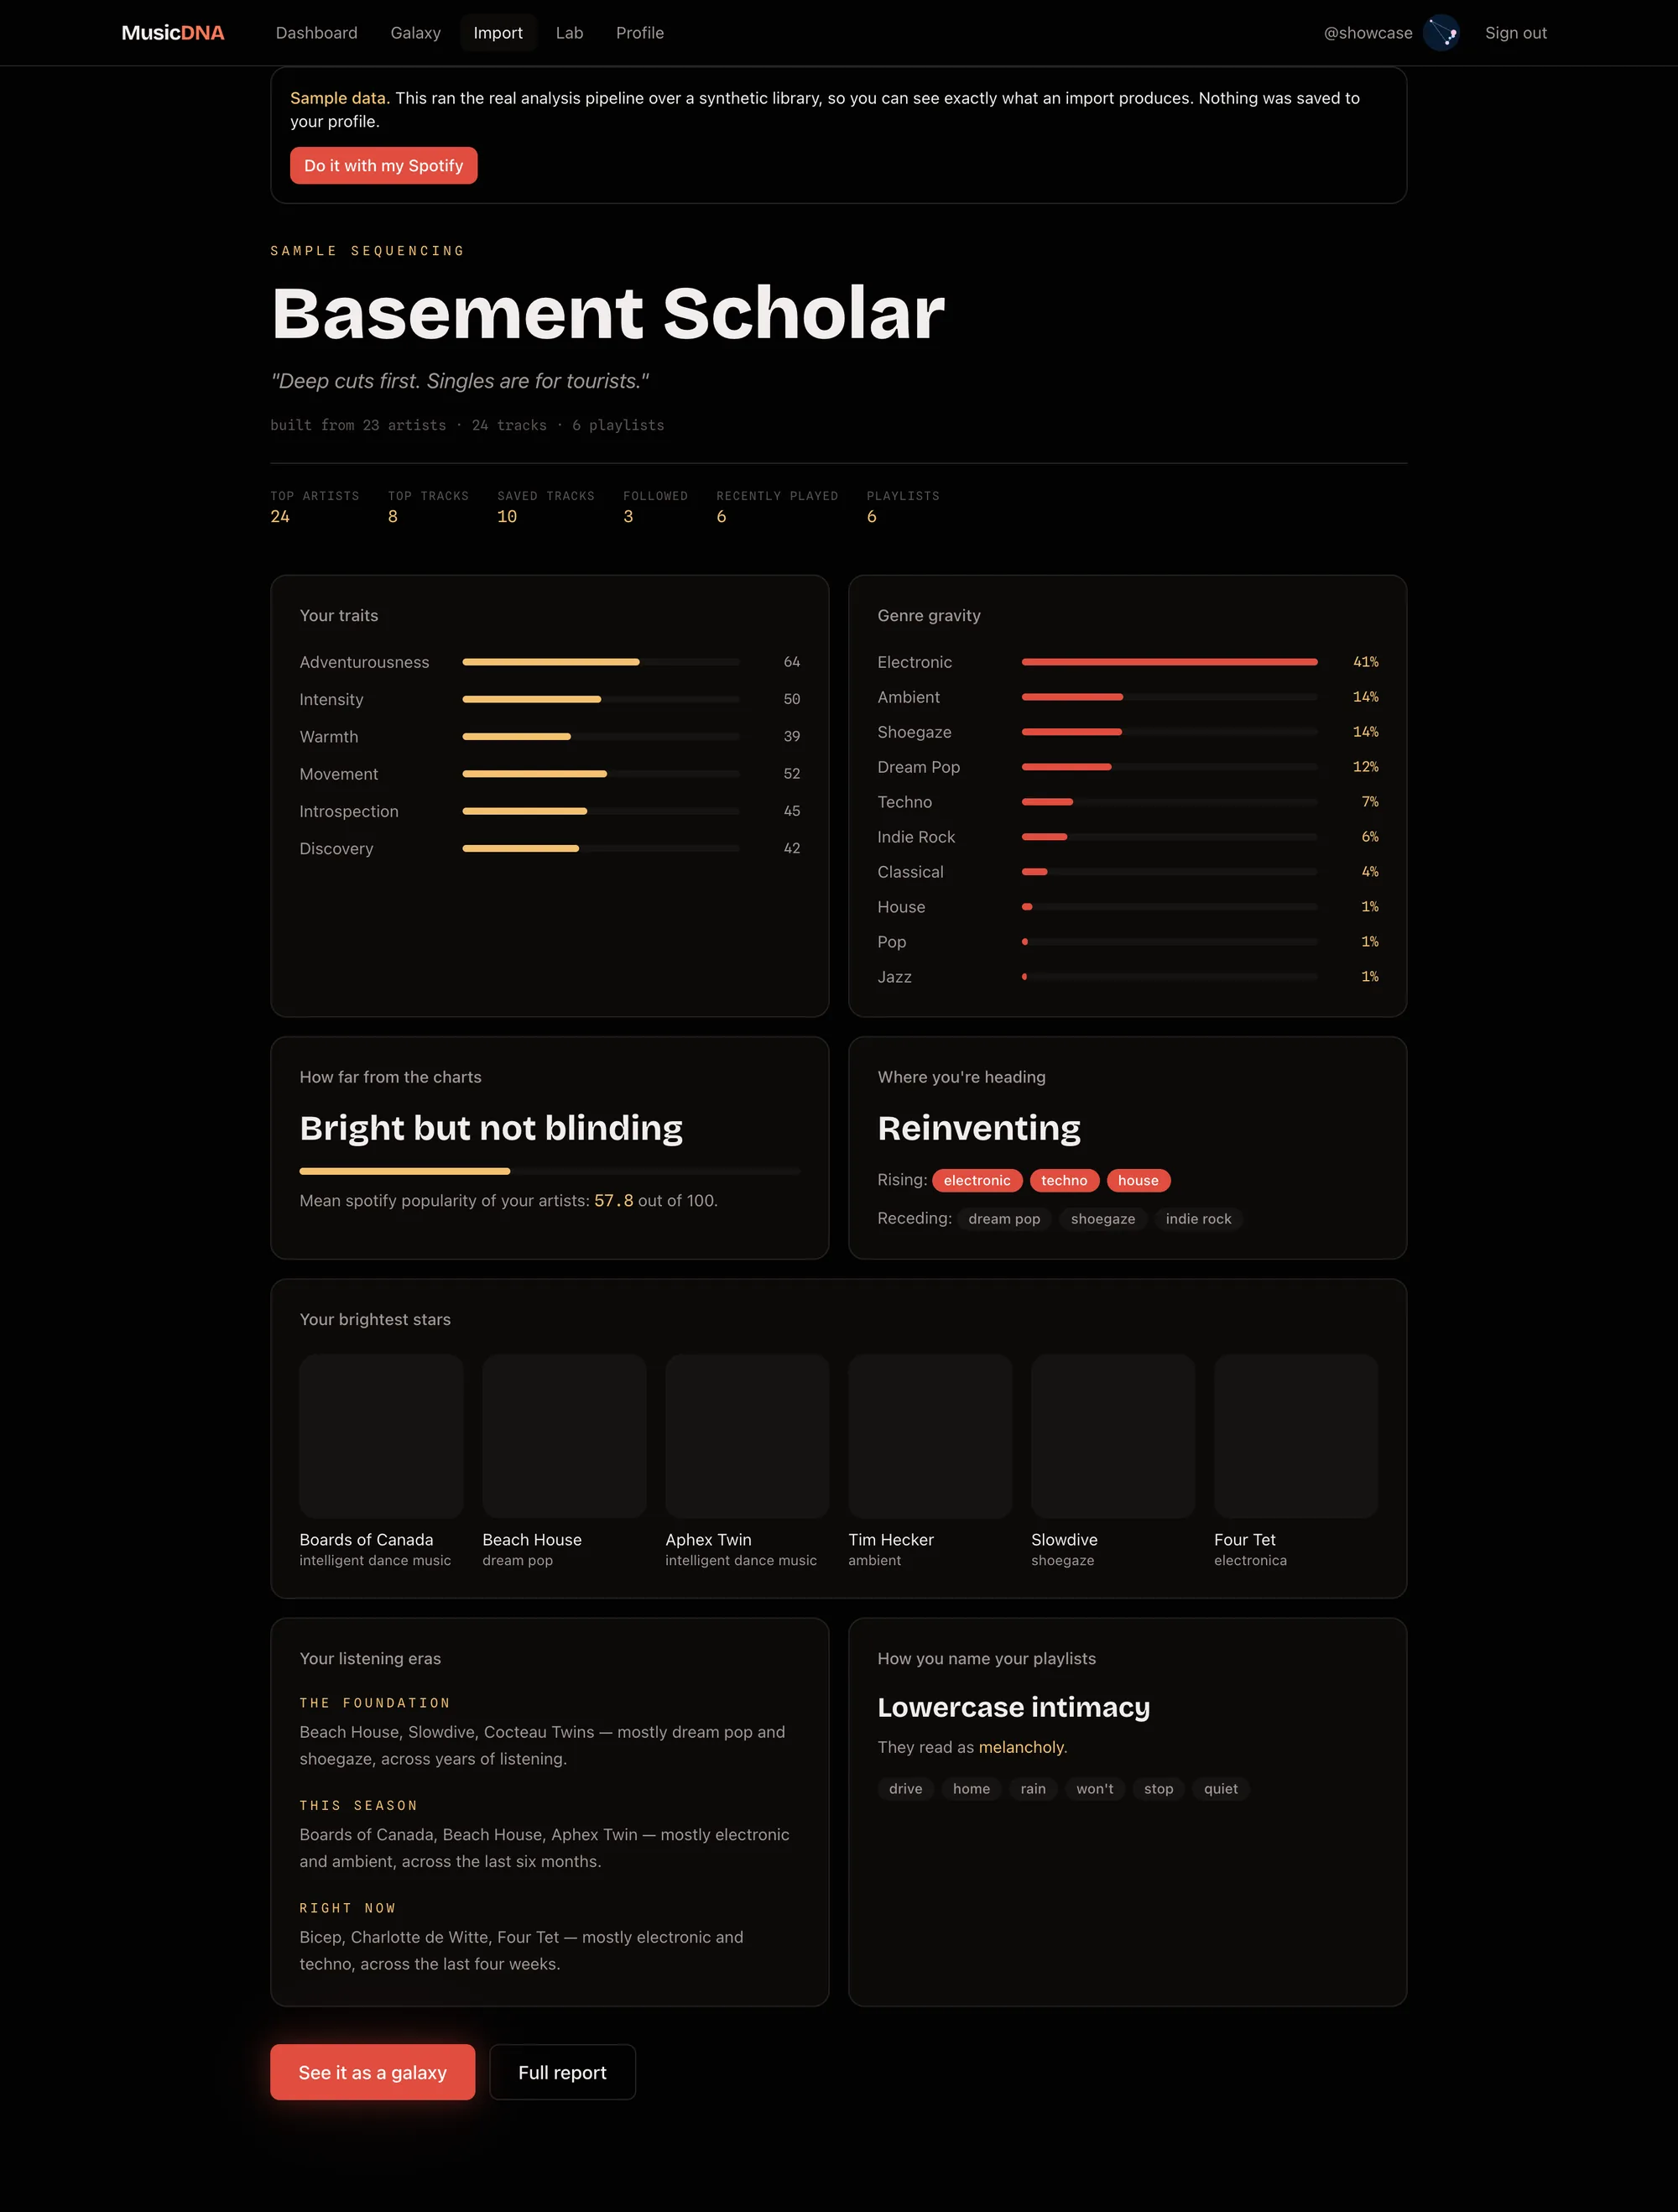 MusicDNA Dashboard Galaxy Import Lab Profile @showcase Sign out
Sample data. This ran the real analysis pipeline over a synthetic library, so you can see exactly what an import produces. Nothing was saved to
your profile.
Do it with my Spotify
SAMPLE SEQUENCING
Basement Scholar
"Deep cuts first. Singles are for tourists."
built from 23 artists · 24 tracks · 6 playlists
TOP ARTISTS TOP TRACKS SAVED TRACKS FOLLOWED RECENTLY PLAYED PLAYLISTS
24 8 10 3 6 6
Your traits
Adventurousness 64
Intensity 50
Warmth 39
Movement 52
Introspection 45
Discovery 42
Genre gravity
Electronic 41%
Ambient 14%
Shoegaze 14%
Dream Pop 12%
Techno 7%
Indie Rock 6%
Classical 4%
House 1%
Pop 1%
Jazz 1%
How far from the charts
Bright but not blinding
Mean spotify popularity of your artists: 57.8 out of 100.
Where you're heading
Reinventing
Rising: electronic techno house
Receding: dream pop shoegaze indie rock
Your brightest stars
Boards of Canada Beach House Aphex Twin Tim Hecker Slowdive Four Tet
intelligent dance music dream pop intelligent dance music ambient shoegaze electronica
Your listening eras
THE FOUNDATION
Beach House, Slowdive, Cocteau Twins — mostly dream pop and
shoegaze, across years of listening.
THIS SEASON
Boards of Canada, Beach House, Aphex Twin — mostly electronic
and ambient, across the last six months.
RIGHT NOW
Bicep, Charlotte de Witte, Four Tet — mostly electronic and
techno, across the last four weeks.
How you name your playlists
Lowercase intimacy
They read as melancholy.
drive home rain won't stop quiet
See it as a galaxy Full report